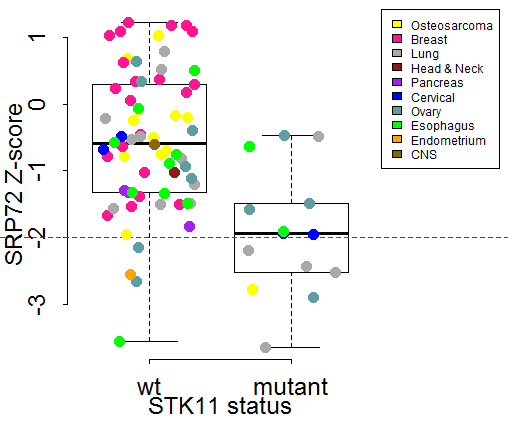 SRP72 Z-score
1
0
-1
-2
-3
wt mutant
STK11 status
Osteosarcoma
Breast
Lung
Head & Neck
Pancreas
Cervical
Ovary
Esophagus
Endometrium
CNS